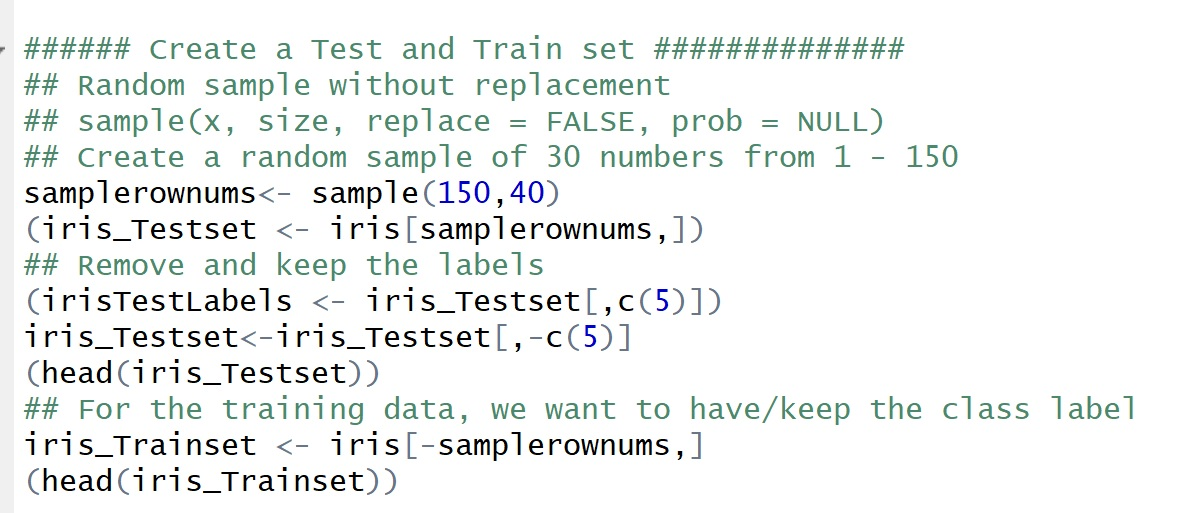 ###### Create a Test and Train set ##############
## Random sample without replacement
## sample(x, size, replace = FALSE, prob = NULL)
## Create a random sample of 30 numbers from 1 - 150
samplerownums<- sample(150,40)
(iris_Testset <- iris[samplerownums,])
## Remove and keep the labels
(irisTestLabels <- iris_Testset[,c(5)])
iris_Testset<-iris_Testset[,-c(5)]
(head(iris_Testset))
## For the training data, we want to have/keep the class label
iris_Trainset <- iris[-samplerownums,]
(head(iris_Trainset))